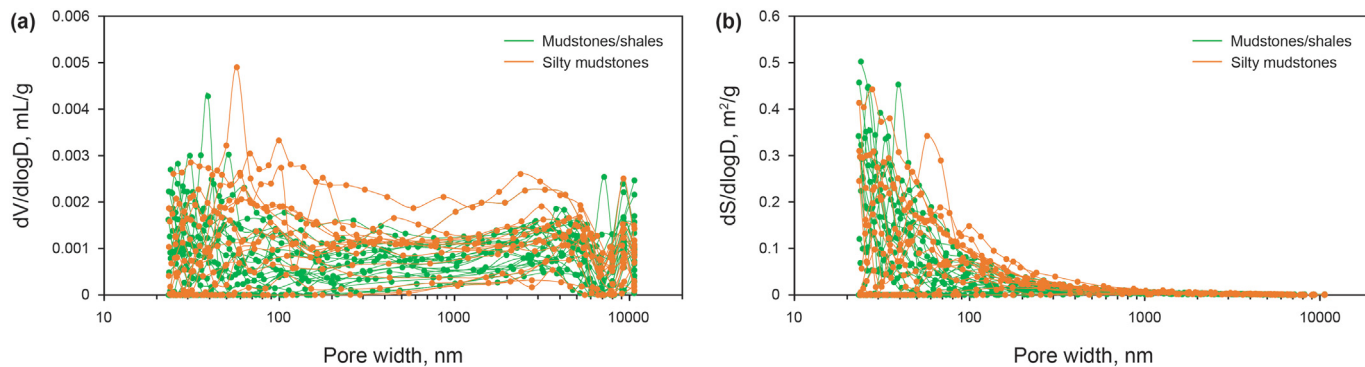 (a)
0.006
0.005
0.004
0.003
0.002
0.001
0
dV/dlogD, mL/g
Mudstones/shales
Silty mudstones
10
100
1000
10000
Pore width, nm
(b)
0.6
0.5
0.4
0.3
0.2
0.1
0
dS/dlogD, m²/g
Mudstones/shales
Silty mudstones
10
100
1000
10000
Pore width, nm